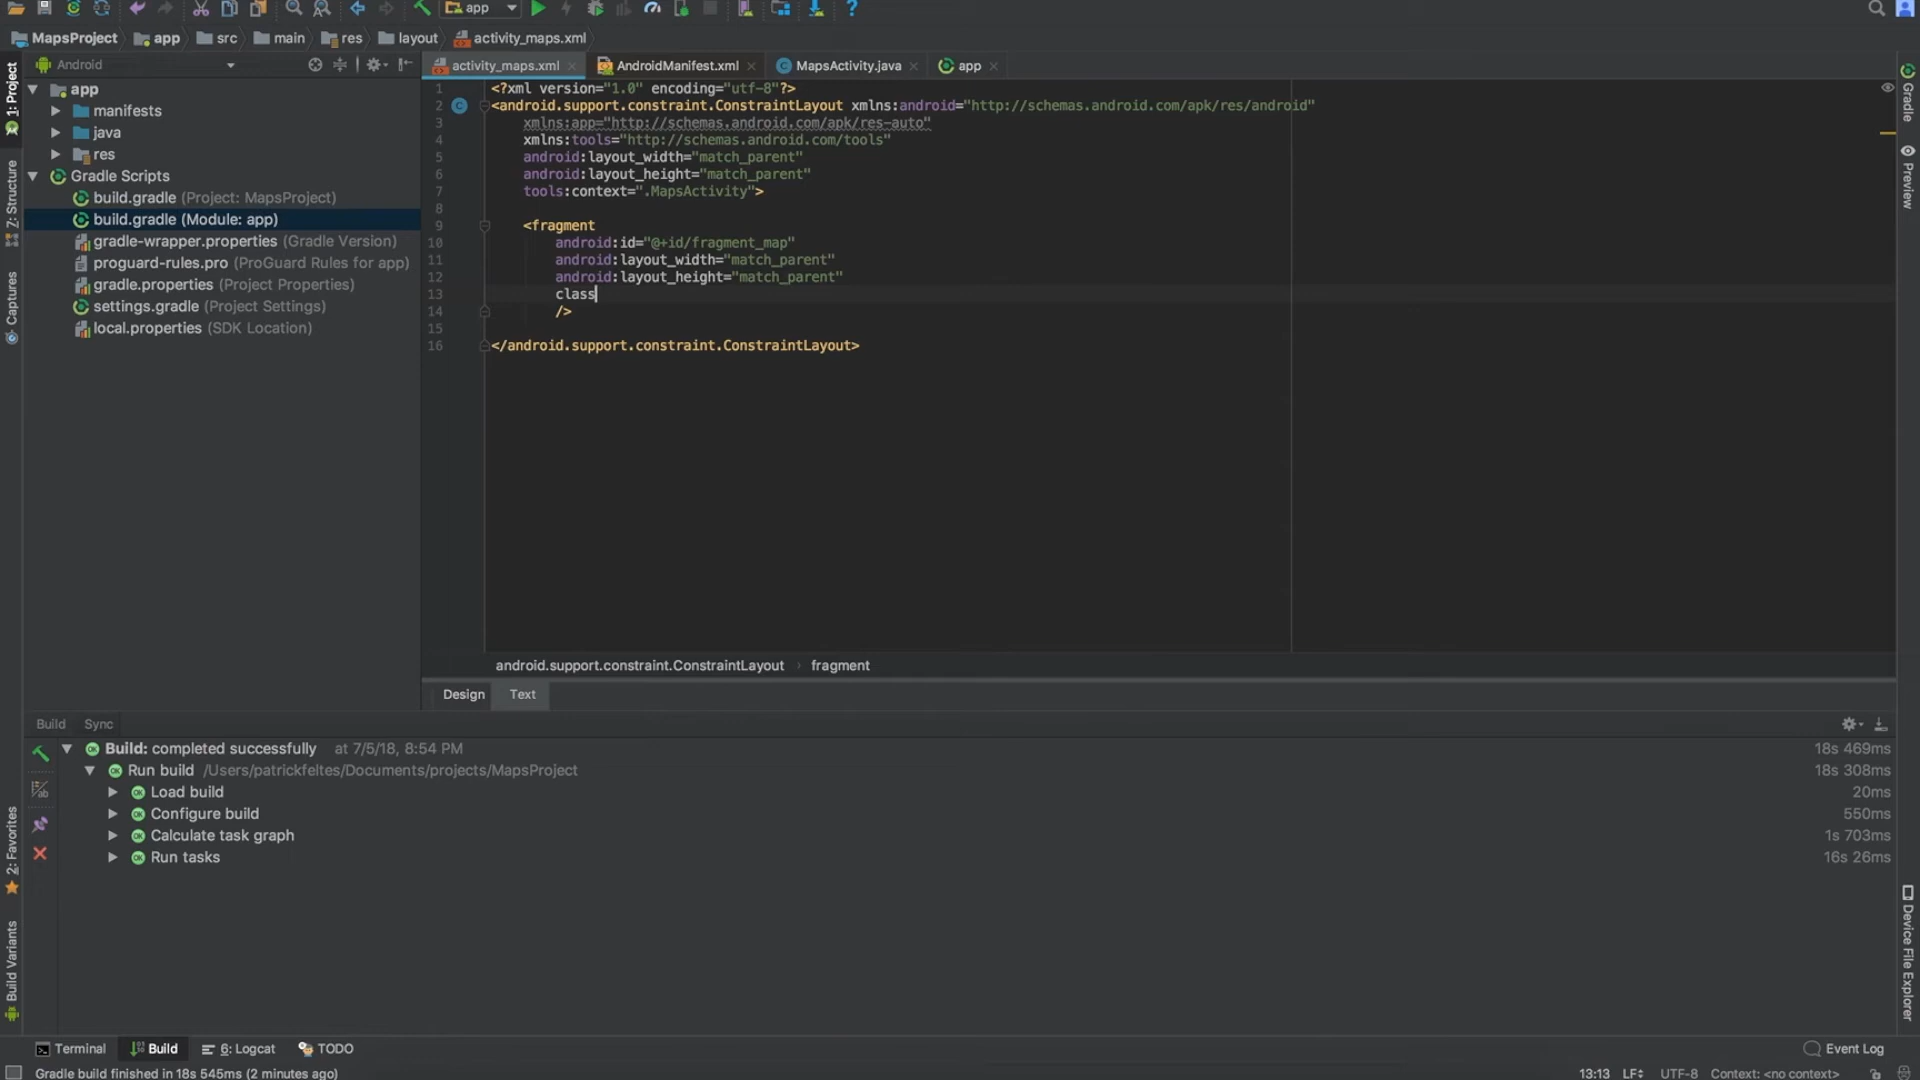 app
MapsProject app src main res layout activity_maps.xml
Android
activity_maps.xml AndroidManifest.xml MapsActivity.java app
1: Project
Z: Structure
Captures
2: Favorites
Build Variants
app
manifests
java
res
Gradle Scripts
build.gradle (Project: MapsProject)
build.gradle (Module: app)
gradle-wrapper.properties (Gradle Version)
proguard-rules.pro (ProGuard Rules for app)
gradle.properties (Project Properties)
settings.gradle (Project Settings)
local.properties (SDK Location)
1 <?xml version="1.0" encoding="utf-8"?>
2 <android.support.constraint.ConstraintLayout xmlns:android="http://schemas.android.com/apk/res/android"
3 xmlns:app="http://schemas.android.com/apk/res-auto"
4 xmlns:tools="http://schemas.android.com/tools"
5 android:layout_width="match_parent"
6 android:layout_height="match_parent"
7 tools:context=".MapsActivity">
8
9 <fragment
10 android:id="@+id/fragment_map"
11 android:layout_width="match_parent"
12 android:layout_height="match_parent"
13 class
14 />
15
16 </android.support.constraint.ConstraintLayout>
Gradle
Preview
Device File Explorer
android.support.constraint.ConstraintLayout › fragment
Design Text
Build Sync
Build: completed successfully at 7/5/18, 8:54 PM 18s 469ms
Run build /Users/patrickfeltes/Documents/projects/MapsProject 18s 308ms
Load build 20ms
Configure build 550ms
Calculate task graph 1s 703ms
Run tasks 16s 26ms
Terminal Build 6: Logcat TODO Event Log
Gradle build finished in 18s 545ms (2 minutes ago) 13:13 LF÷ UTF-8 Context: <no context>